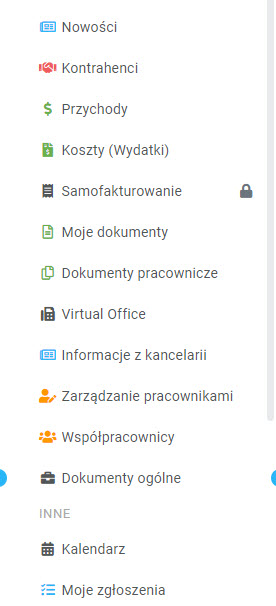 Nowości
Kontrahenci
Przychody
Koszty (Wydatki)
Samofakturowanie
Moje dokumenty
Dokumenty pracownicze
Virtual Office
Informacje z kancelarii
Zarządzanie pracownikami
Współpracownicy
Dokumenty ogólne
INNE
Kalendarz
Moje zgłoszenia